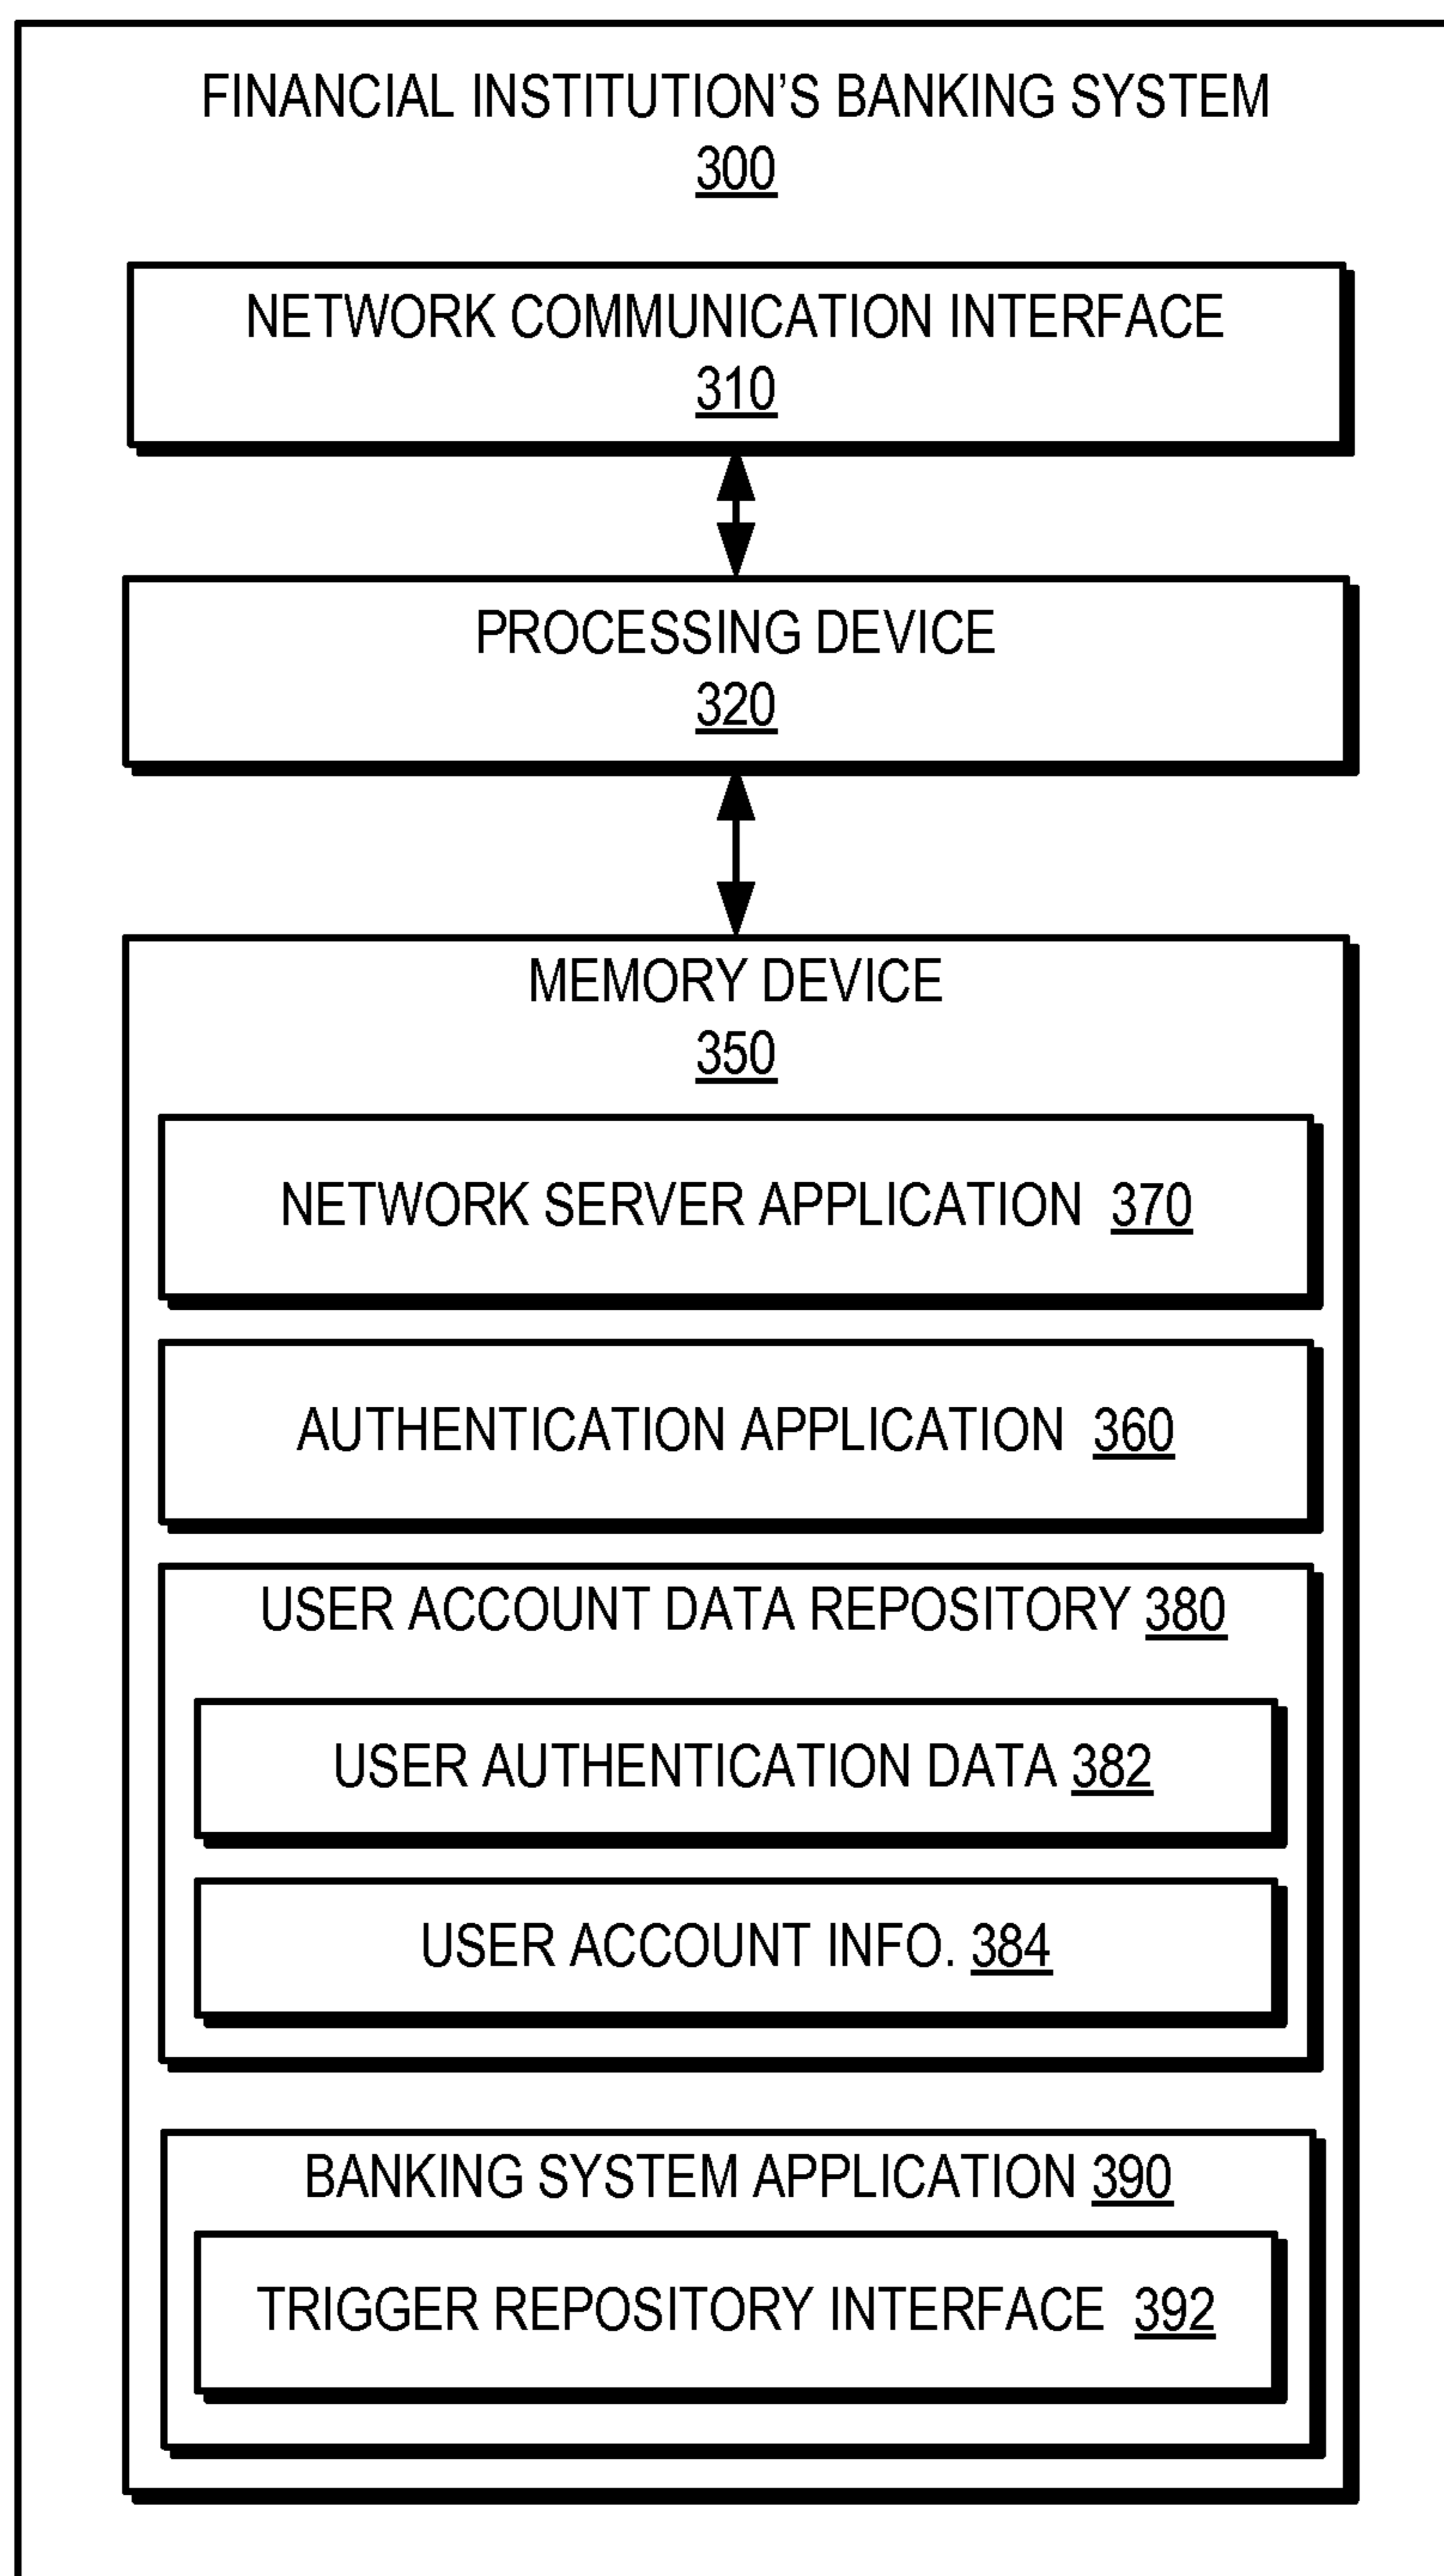 FINANCIAL INSTITUTION’S BANKING SYSTEM
300
NETWORK COMMUNICATION INTERFACE
310
PROCESSING DEVICE
320
MEMORY DEVICE
350
NETWORK SERVER APPLICATION 370
AUTHENTICATION APPLICATION 360
USER ACCOUNT DATA REPOSITORY 380
USER AUTHENTICATION DATA 382
USER ACCOUNT INFO. 384
BANKING SYSTEM APPLICATION 390
TRIGGER REPOSITORY INTERFACE 392